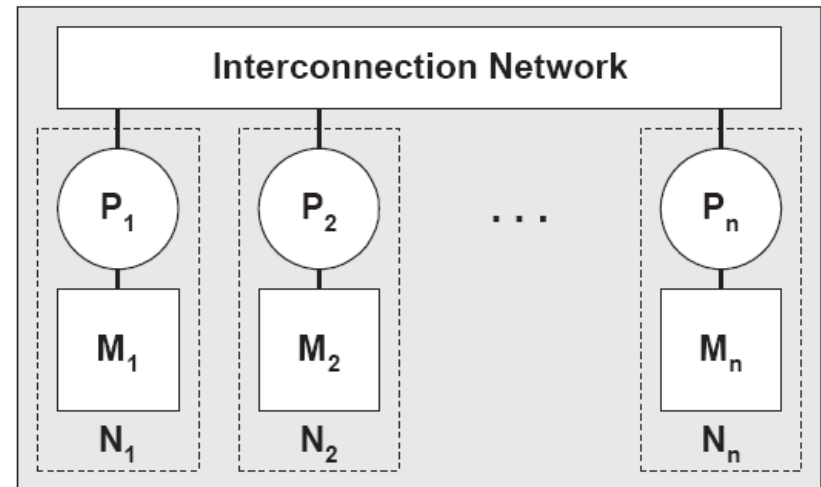 Interconnection Network
P1 P2 . . . Pn
M1 M2 Mn
N1 N2 Nn